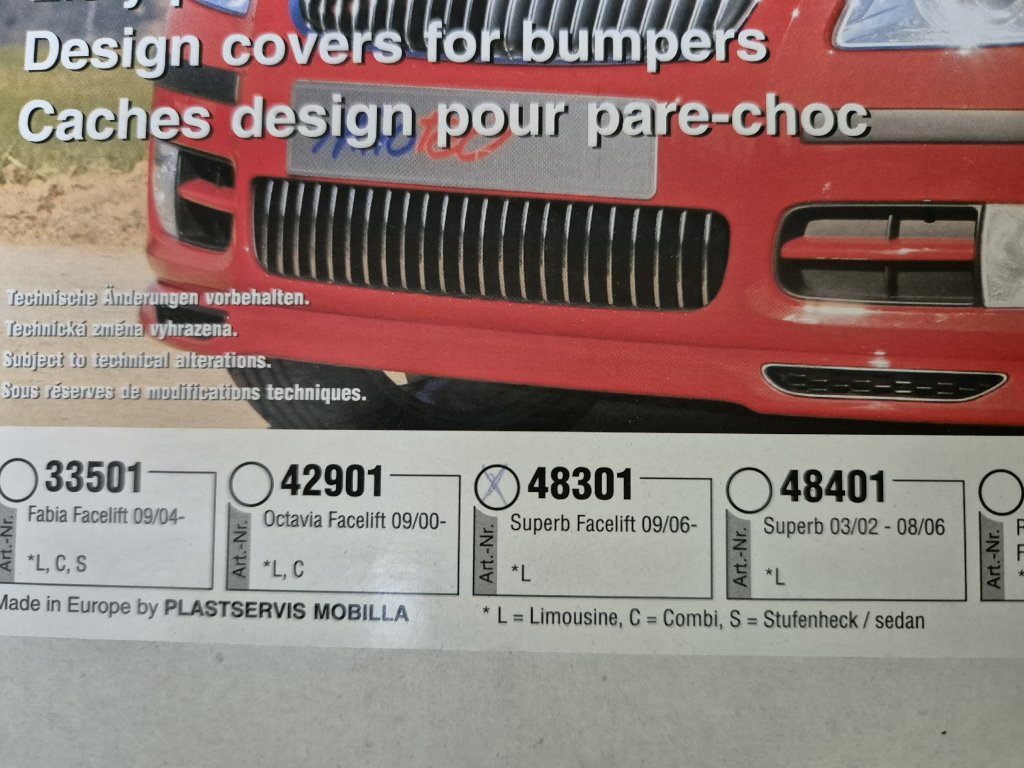 Design covers for bumpers
Caches design pour pare-choc
Technische Änderungen vorbehalten.
Technická změna vyhrazena.
Subject to technical alterations.
Sous réserves de modifications techniques.
33501
Fabia Facelift 09/04-
*L, C, S
Art.-Nr.
42901
Octavia Facelift 09/00-
*L, C
Art.-Nr.
48301
Superb Facelift 09/06-
*L
Art.-Nr.
48401
Superb 03/02 - 08/06
*L
Art.-Nr.
Art.-Nr.
Made in Europe by PLASTSERVIS MOBILLA
* L = Limousine, C = Combi, S = Stufenheck / sedan